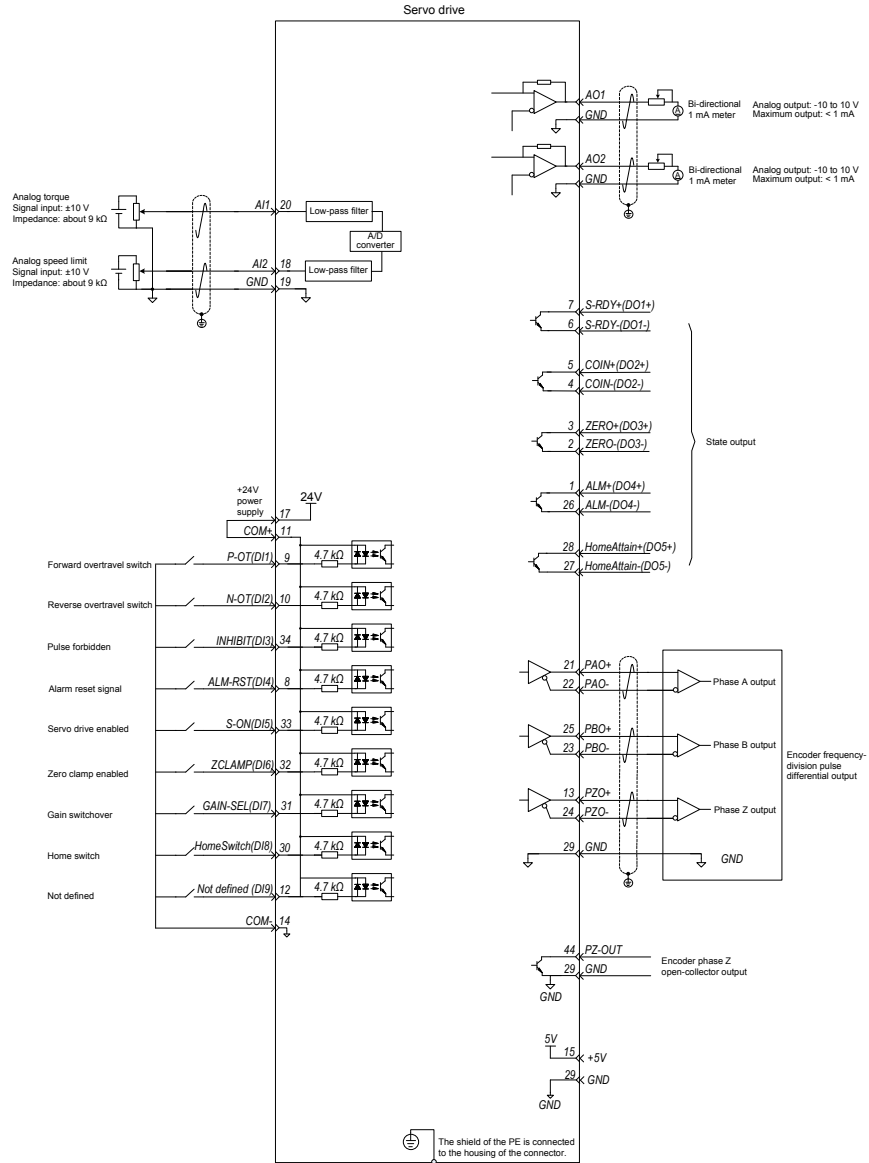 Servo drive
AO1
GND
Bi-directional
1 mA meter
A
Analog output: -10 to 10 V
Maximum output: < 1 mA
AO2
GND
Bi-directional
1 mA meter
A
Analog output: -10 to 10 V
Maximum output: < 1 mA
Analog torque
Signal input: ±10 V
Impedance: about 9 kΩ
AI1 20
Low-pass filter
A/D
converter
Analog speed limit
Signal input: ±10 V
Impedance: about 9 kΩ
AI2 18
Low-pass filter
GND 19
7 S-RDY+(DO1+)
6 S-RDY-(DO1-)
5 COIN+(DO2+)
4 COIN-(DO2-)
3 ZERO+(DO3+)
2 ZERO-(DO3-)
1 ALM+(DO4+)
26 ALM-(DO4-)
28 HomeAttain+(DO5+)
27 HomeAttain-(DO5-)
State output
+24V
power
supply
17
24V
COM+ 11
Forward overtravel switch
P-OT(DI1) 9 4.7 kΩ
Reverse overtravel switch
N-OT(DI2) 10 4.7 kΩ
Pulse forbidden
INHIBIT(DI3) 34 4.7 kΩ
Alarm reset signal
ALM-RST(DI4) 8 4.7 kΩ
Servo drive enabled
S-ON(DI5) 33 4.7 kΩ
Zero clamp enabled
ZCLAMP(DI6) 32 4.7 kΩ
Gain switchover
GAIN-SEL(DI7) 31 4.7 kΩ
Home switch
HomeSwitch(DI8) 30 4.7 kΩ
Not defined
Not defined (DI9) 12 4.7 kΩ
COM- 14
21 PAO+
22 PAO-
Phase A output
25 PBO+
23 PBO-
Phase B output
13 PZO+
24 PZO-
Phase Z output
29 GND
GND
Encoder frequency-
division pulse
differential output
44 PZ-OUT
29 GND
GND
Encoder phase Z
open-collector output
5V
15 +5V
29 GND
GND
The shield of the PE is connected
to the housing of the connector.